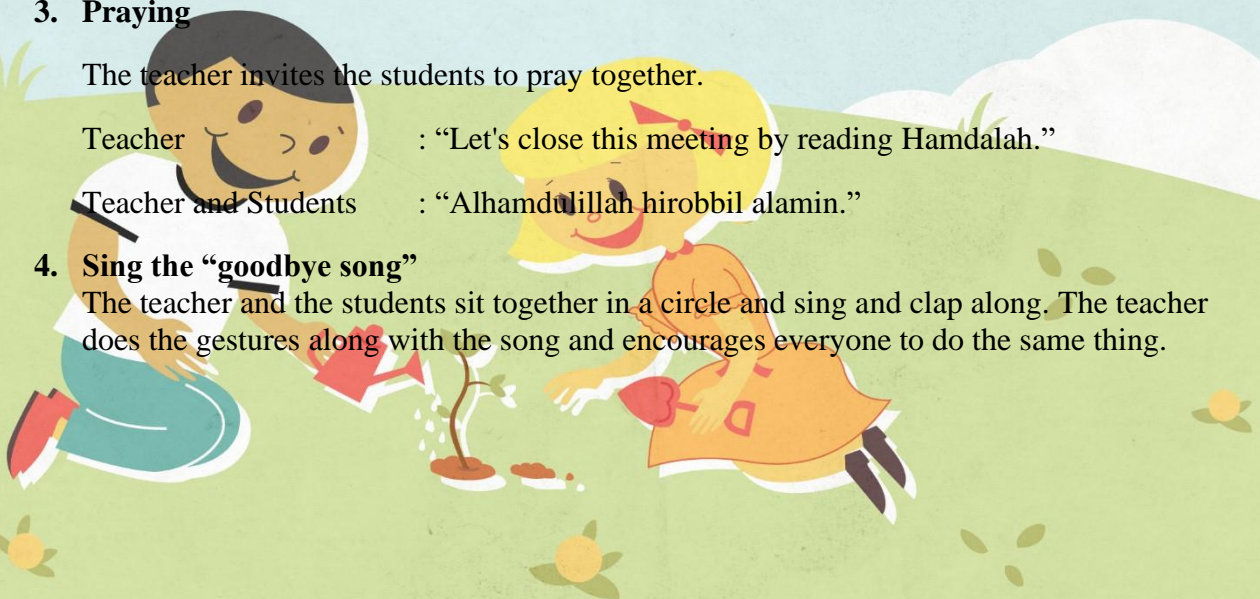 3. Praying
The teacher invites the students to pray together.
Teacher : “Let's close this meeting by reading Hamdalah.”
Teacher and Students : “Alhamdulillah hirobbil alamin.”
4. Sing the “goodbye song”
The teacher and the students sit together in a circle and sing and clap along. The teacher
does the gestures along with the song and encourages everyone to do the same thing.